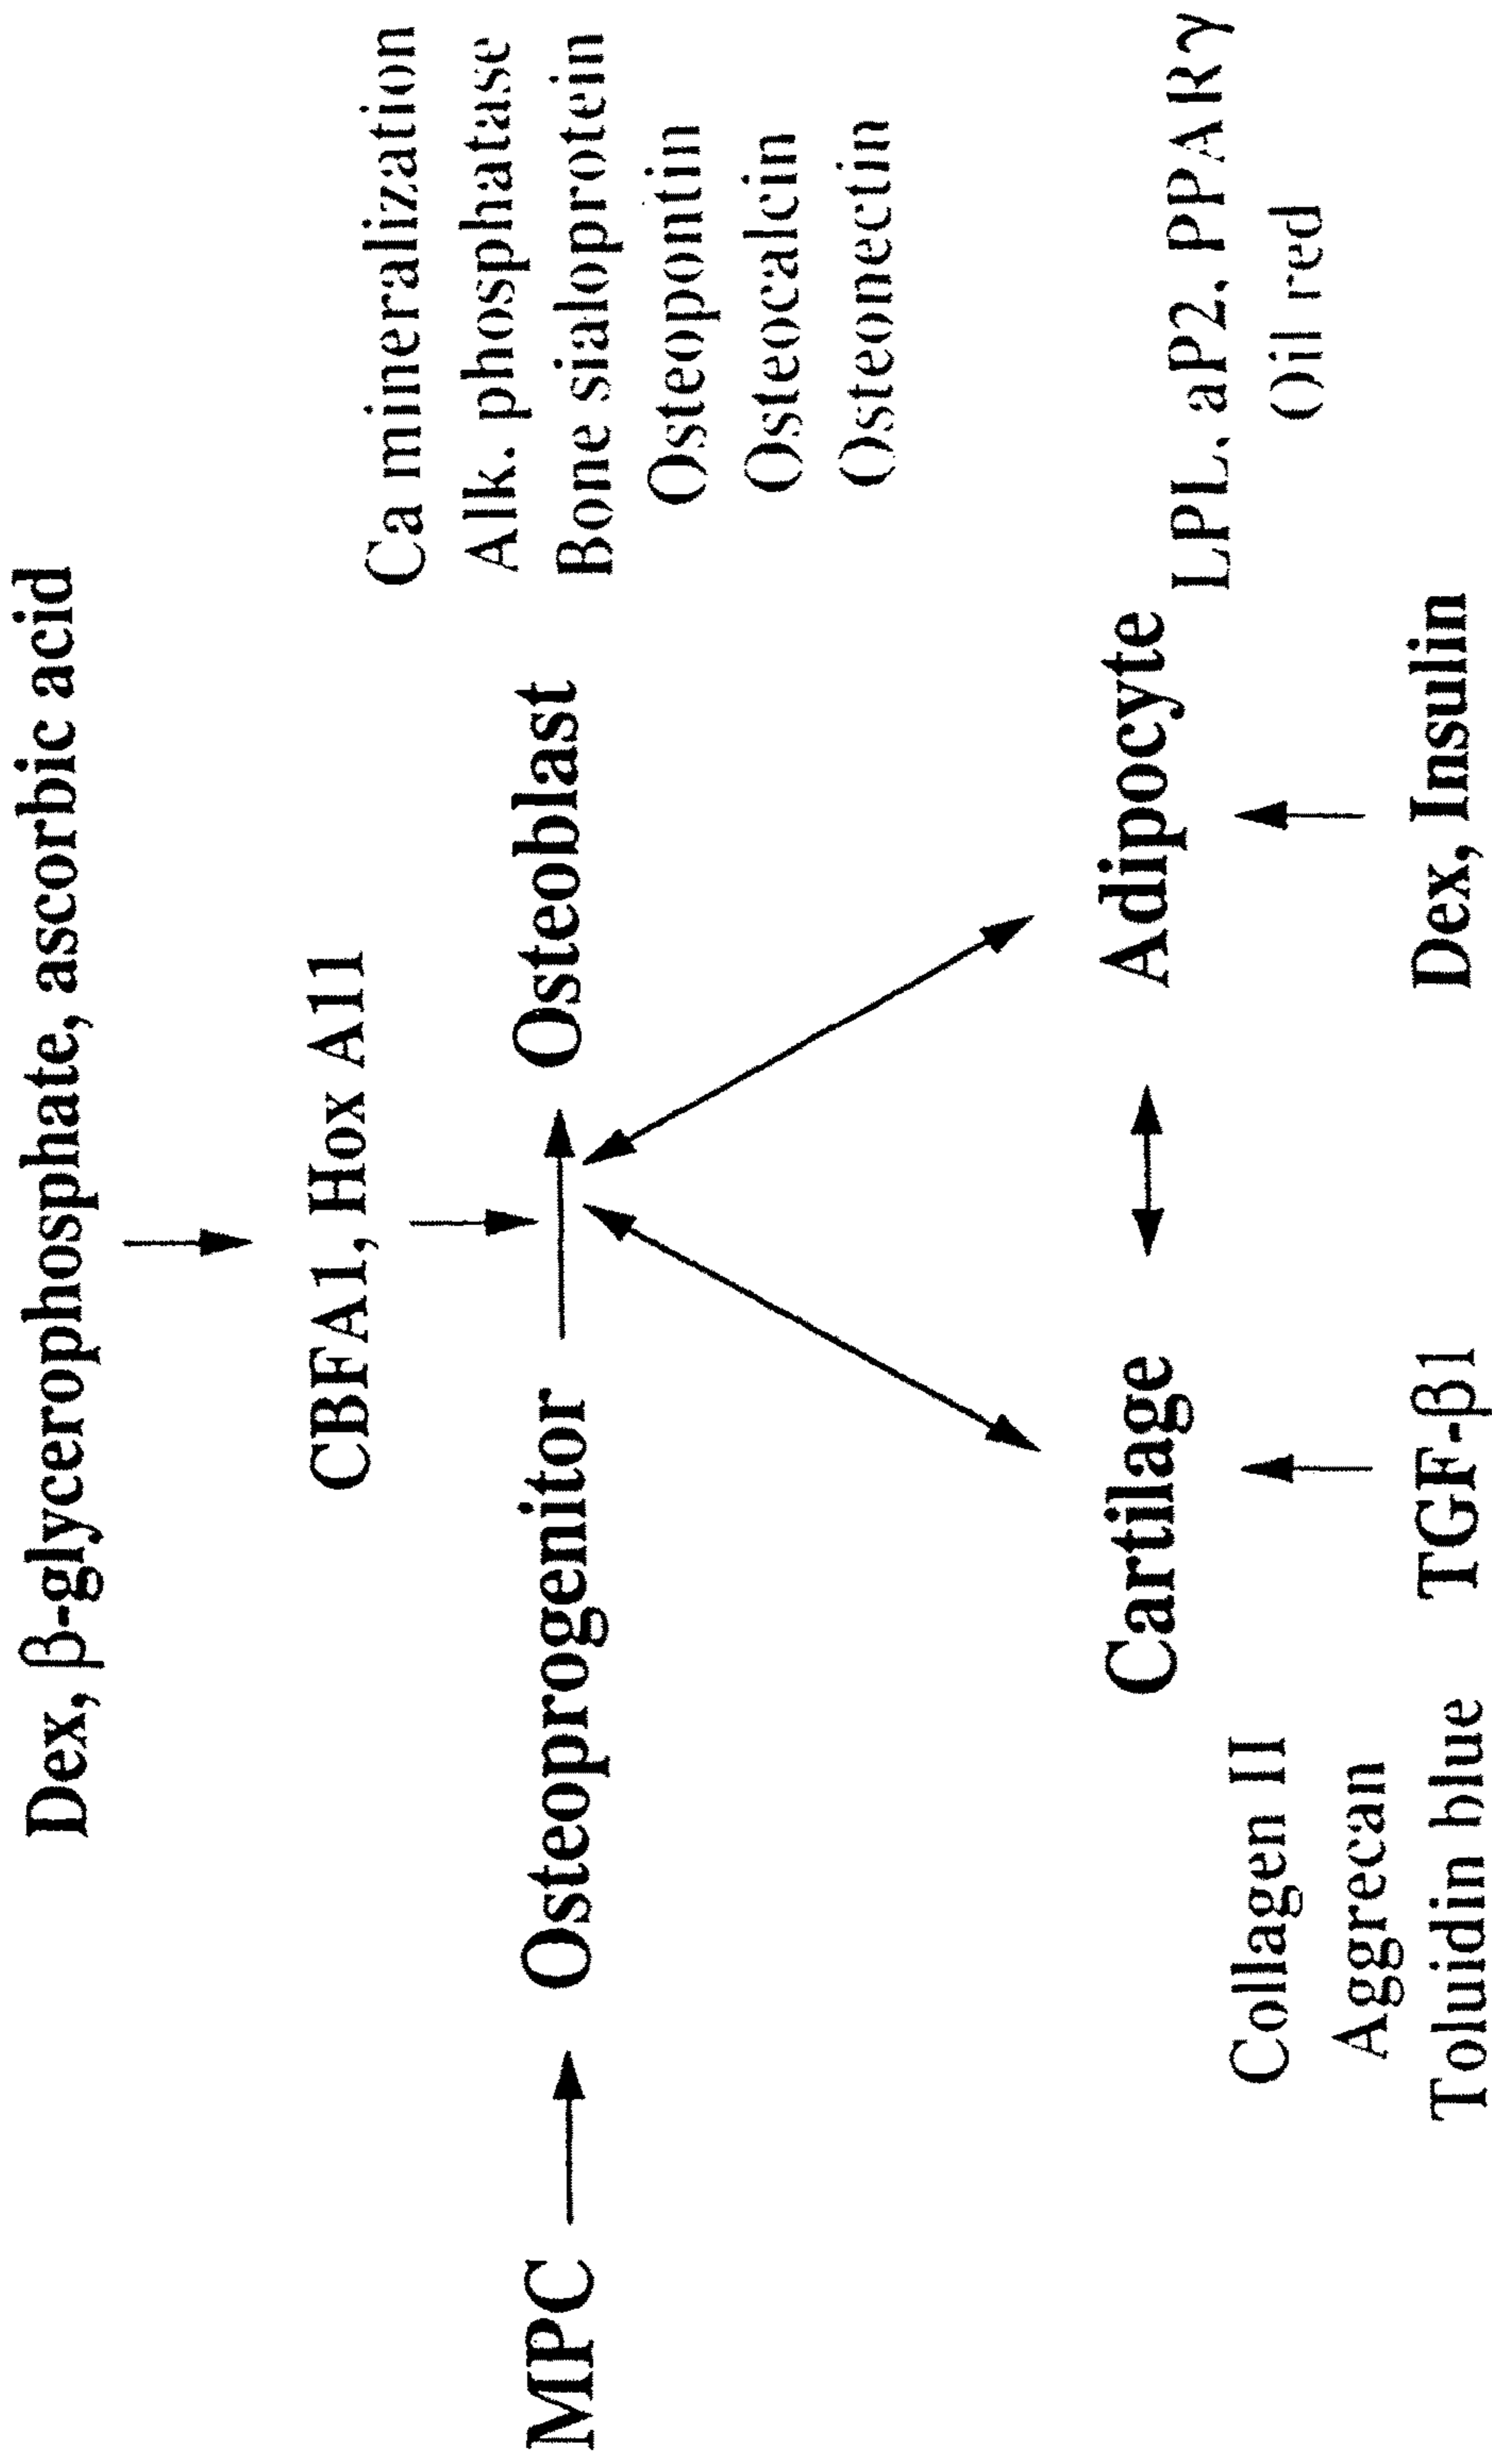 Dex, β-glycerophosphate, ascorbic acid
CBFA1, Hox A11
MPC
Osteoprogenitor
Osteoblast
Ca mineralization
Alk. phosphatase
Bone sialoprotein
Osteopontin
Osteocalcin
Osteonectin
Cartilage
Adipocyte
LPL, aP2, PPARγ
Oil red
Collagen II
Aggrecan
Toluidin blue
TGF-β1
Dex, Insulin